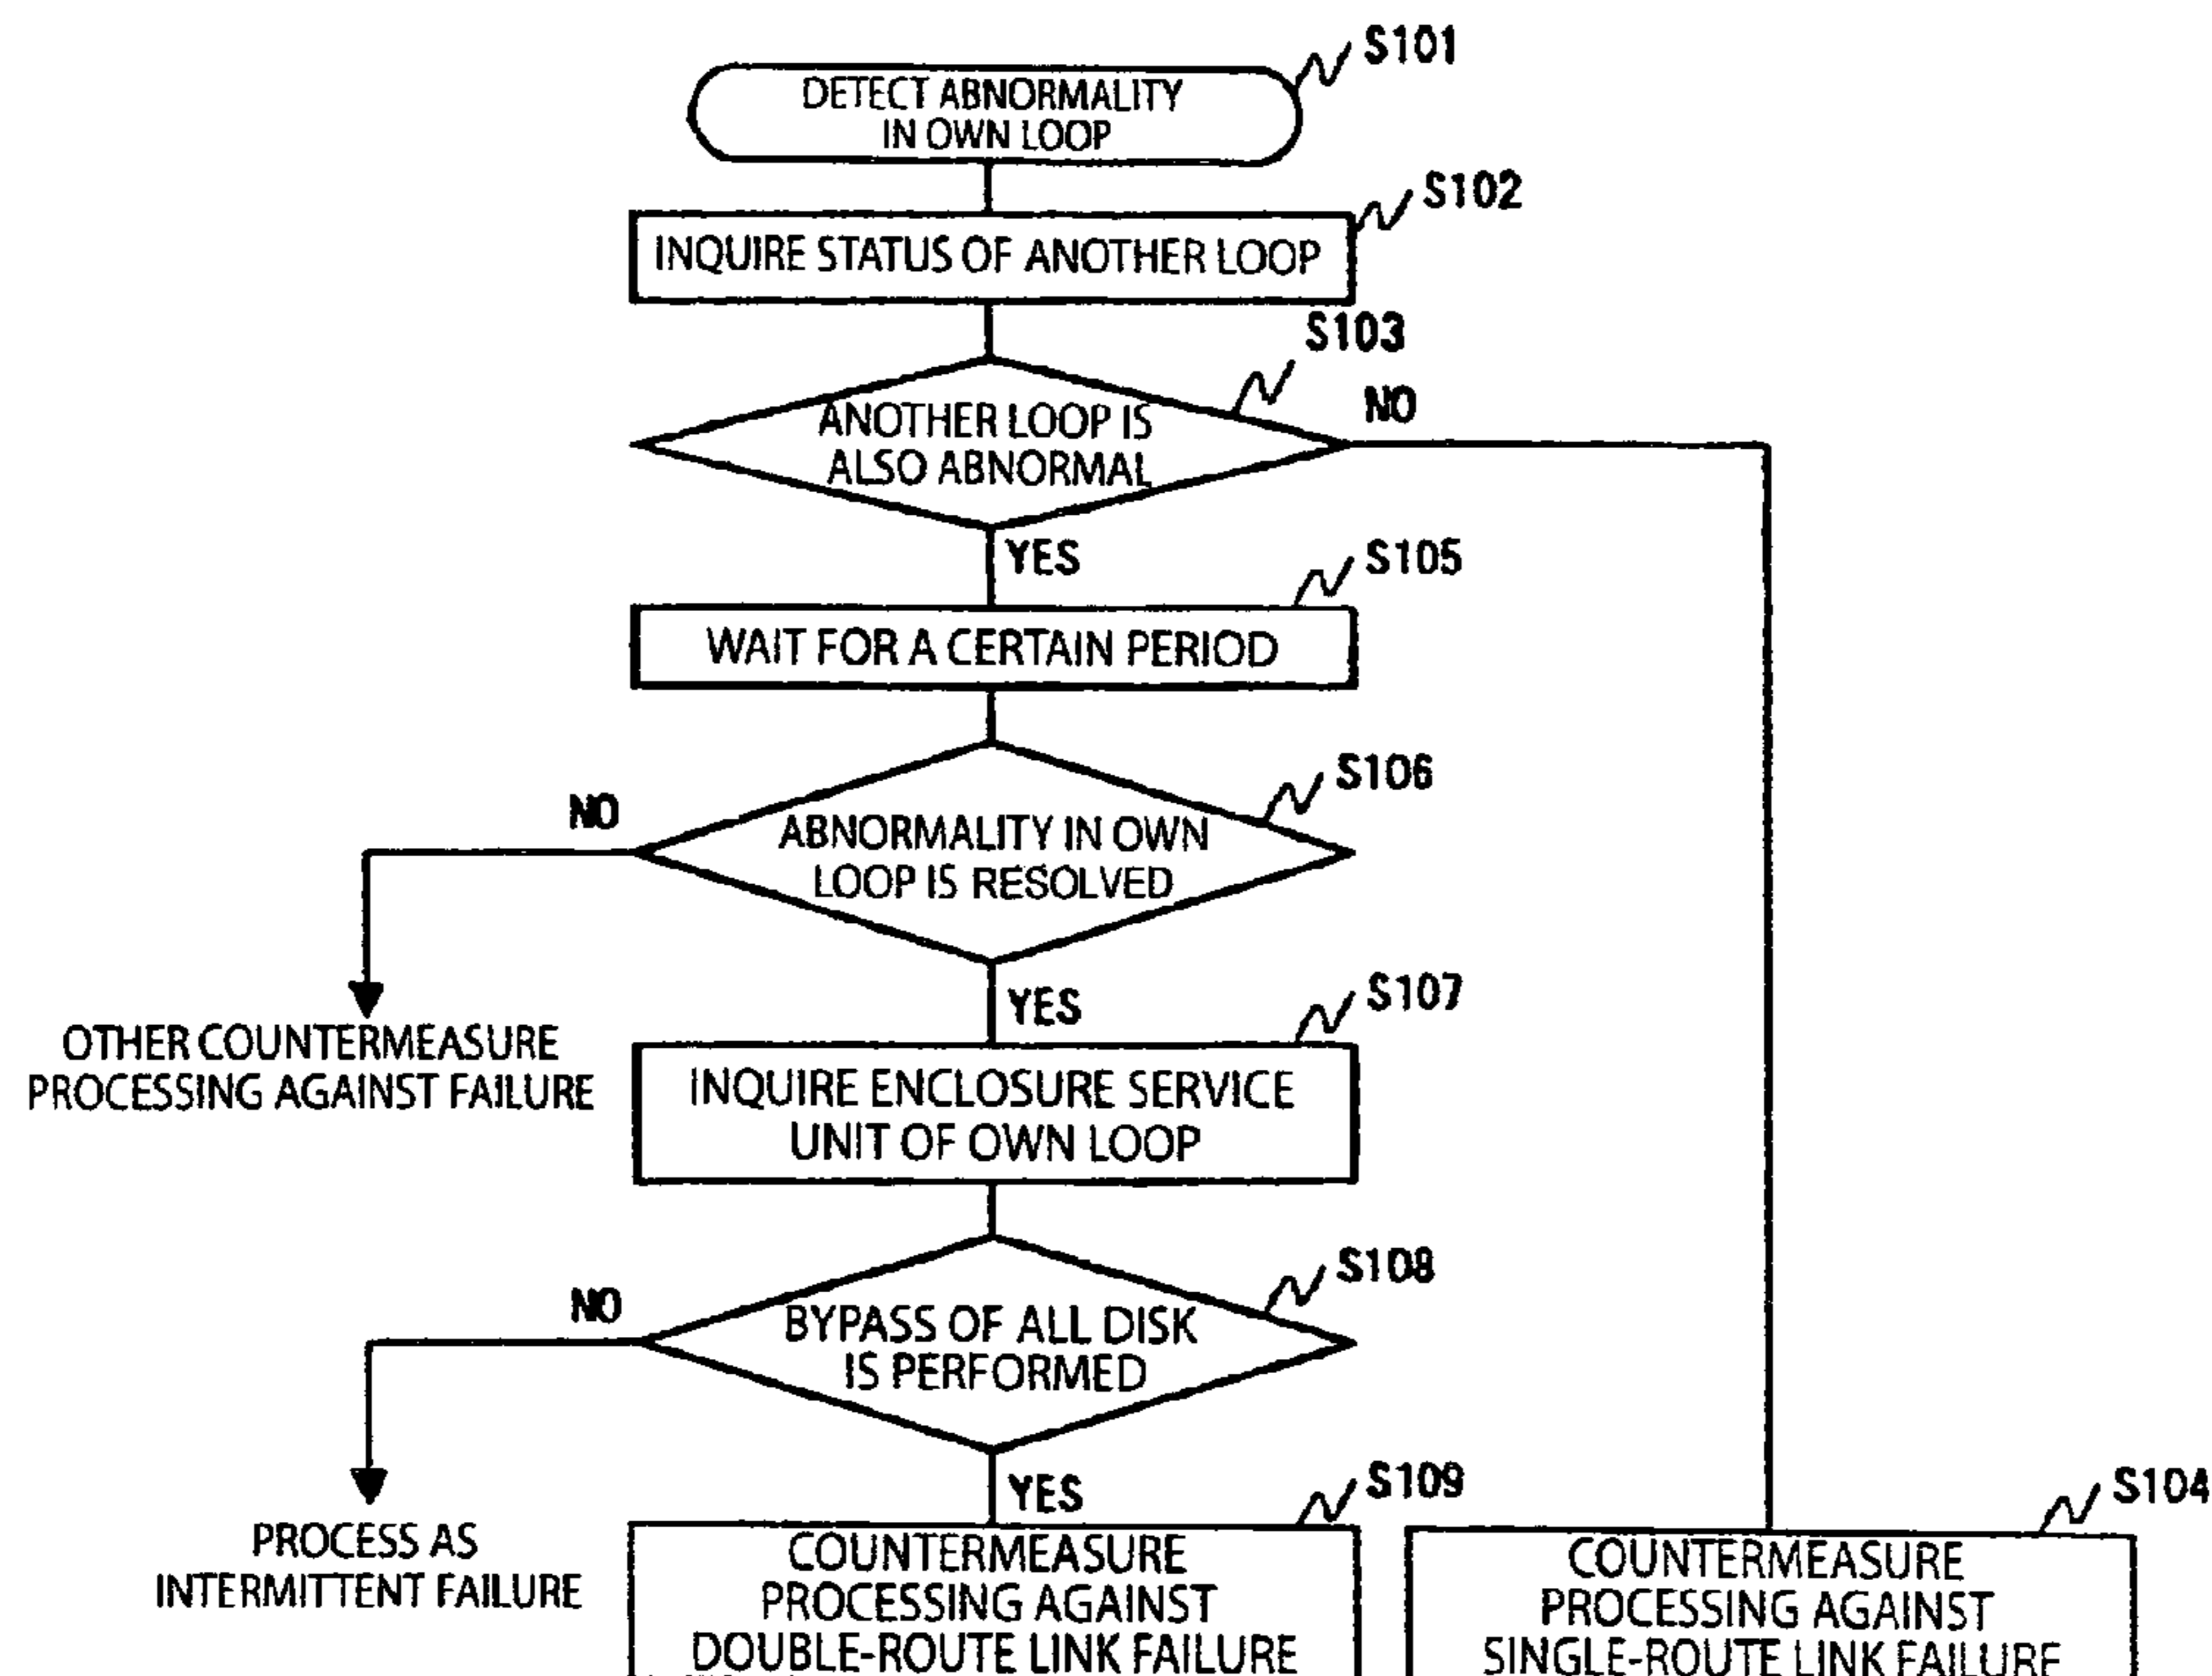 S101
DETECT ABNORMALITY
IN OWN LOOP
S102
INQUIRE STATUS OF ANOTHER LOOP
S103
ANOTHER LOOP IS
ALSO ABNORMAL
NO
YES
S105
WAIT FOR A CERTAIN PERIOD
S106
NO
ABNORMALITY IN OWN
LOOP IS RESOLVED
YES
OTHER COUNTERMEASURE
PROCESSING AGAINST FAILURE
S107
INQUIRE ENCLOSURE SERVICE
UNIT OF OWN LOOP
S108
NO
BYPASS OF ALL DISK
IS PERFORMED
YES
PROCESS AS
INTERMITTENT FAILURE
S109
COUNTERMEASURE
PROCESSING AGAINST
DOUBLE-ROUTE LINK FAILURE
S104
COUNTERMEASURE
PROCESSING AGAINST
SINGLE-ROUTE LINK FAILURE